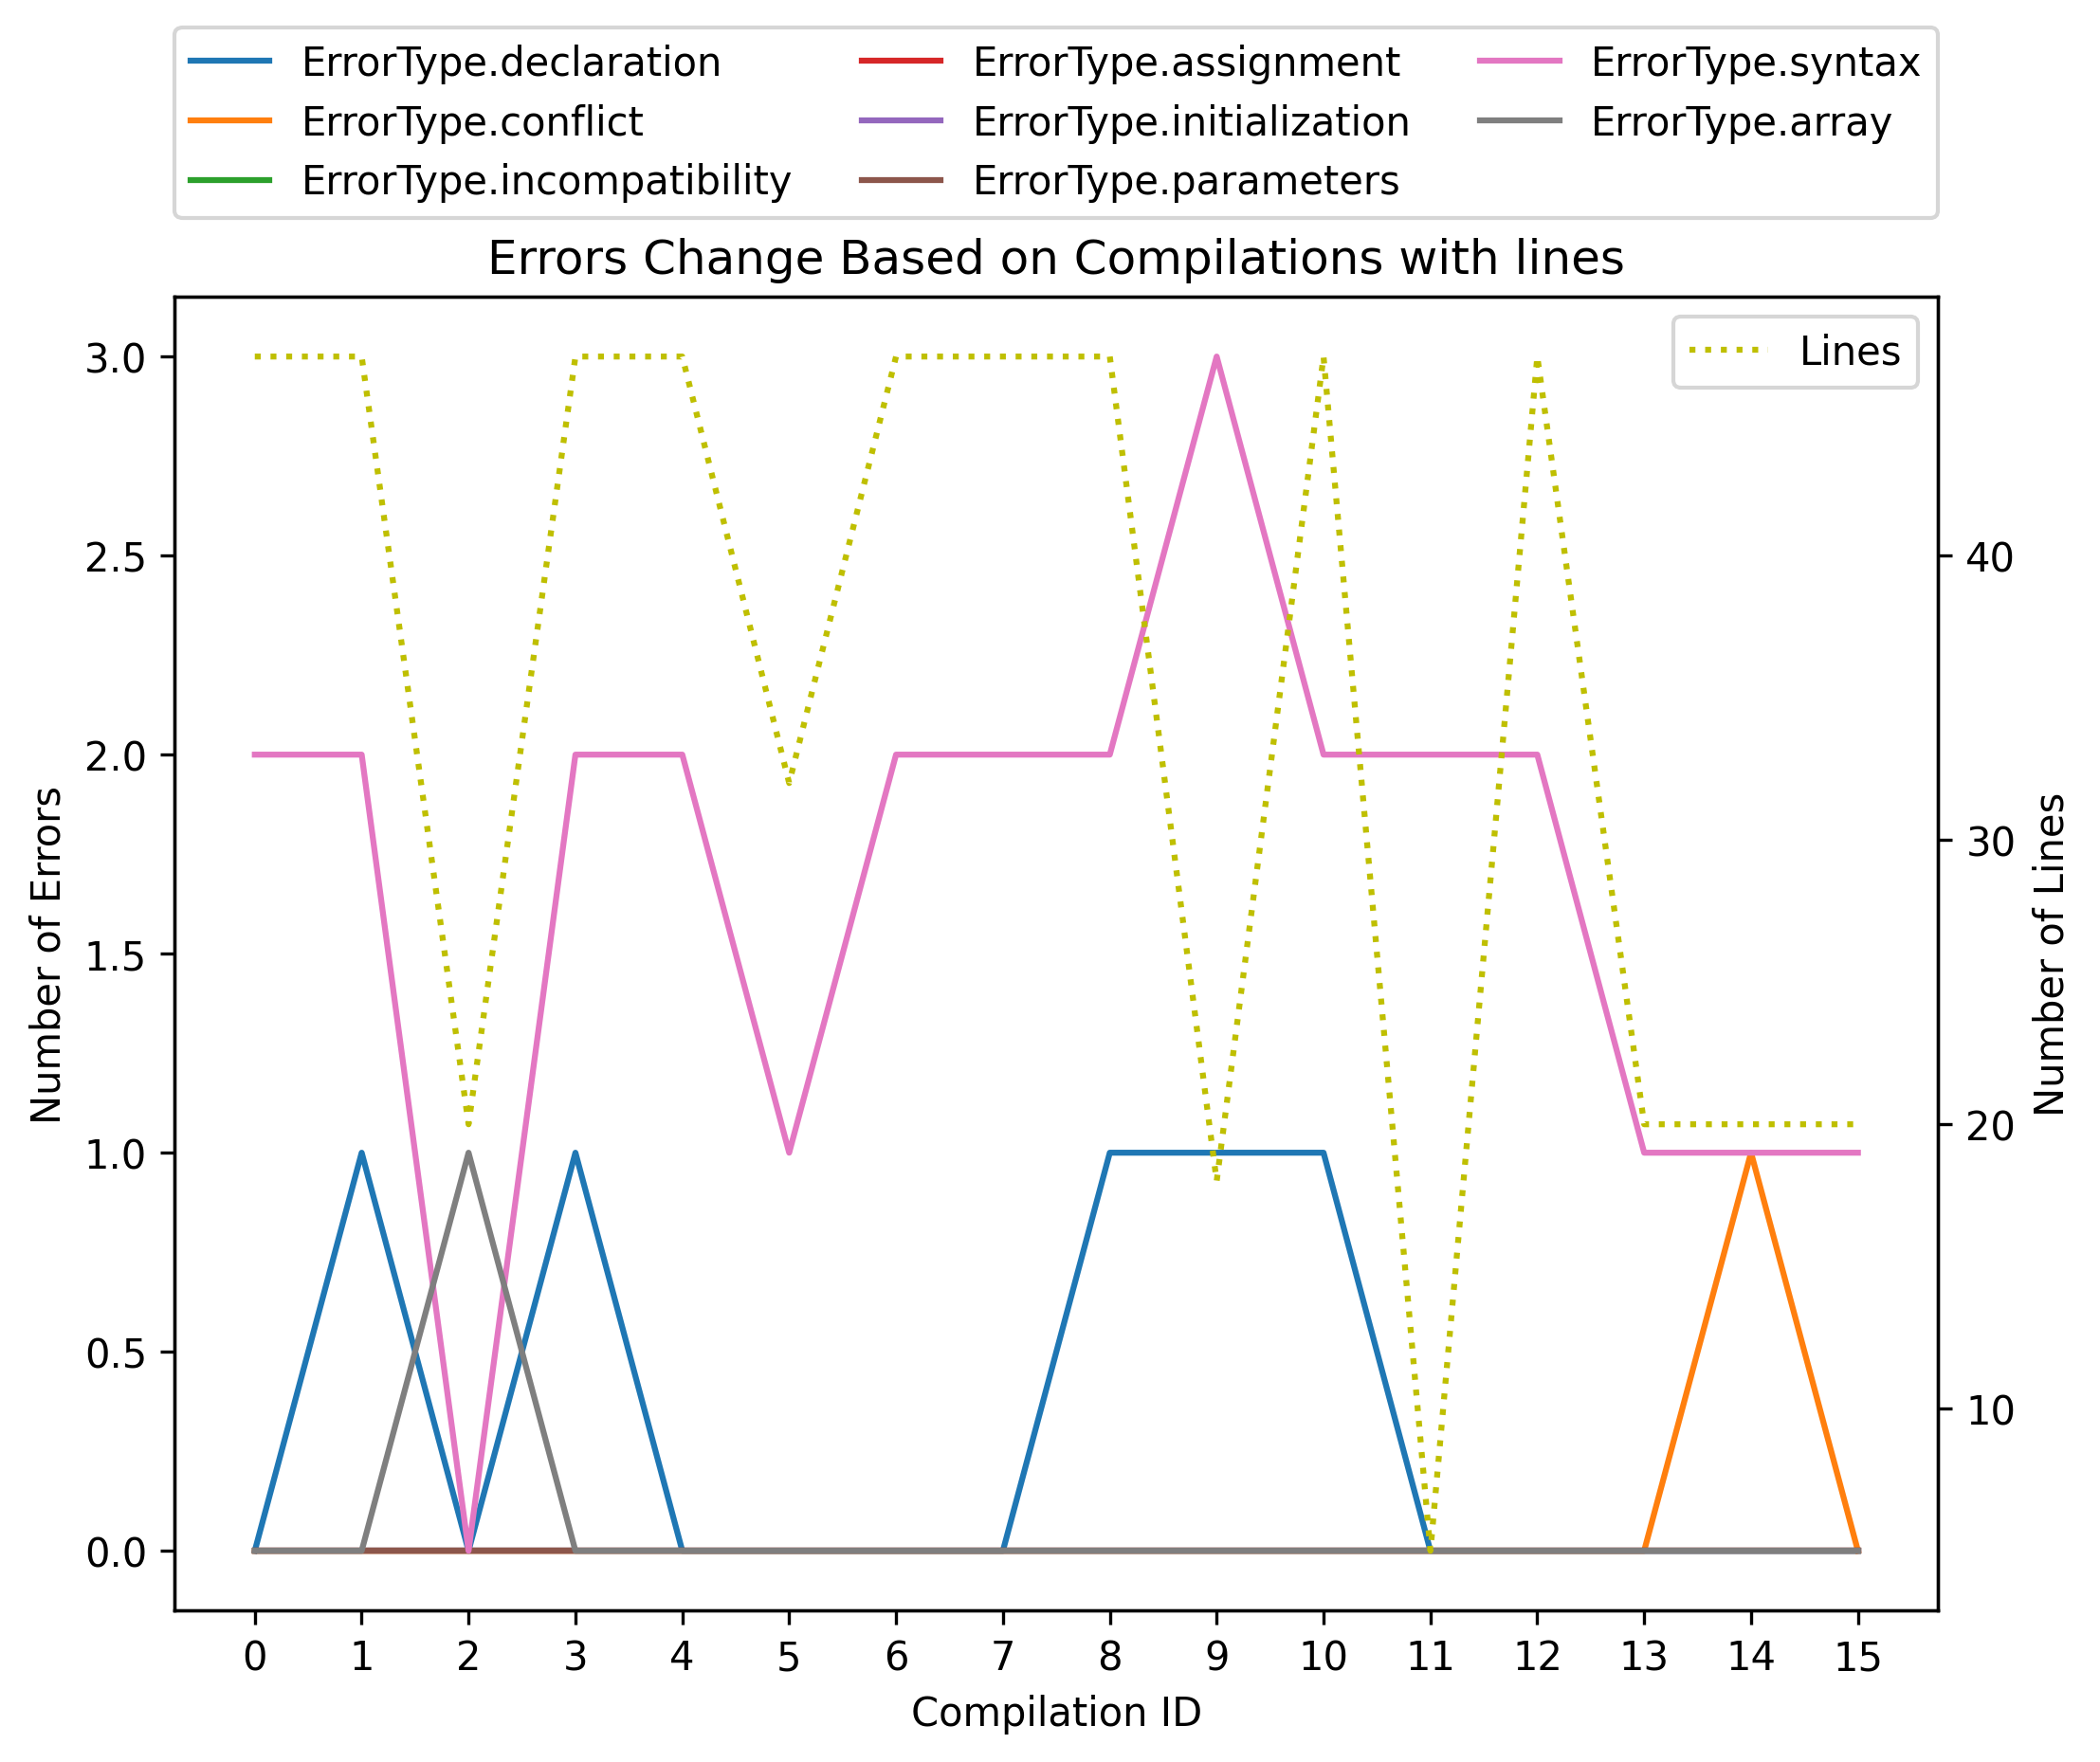 ErrorType.declaration
ErrorType.conflict
ErrorType.incompatibility
ErrorType.assignment
ErrorType.initialization
ErrorType.parameters
ErrorType.syntax
ErrorType.array
Errors Change Based on Compilations with lines
Lines
Number of Errors
3.0
2.5
2.0
1.5
1.0
0.5
0.0
40
30
20
10
Number of Lines
0 1 2 3 4 5 6 7 8 9 10 11 12 13 14 15
Compilation ID